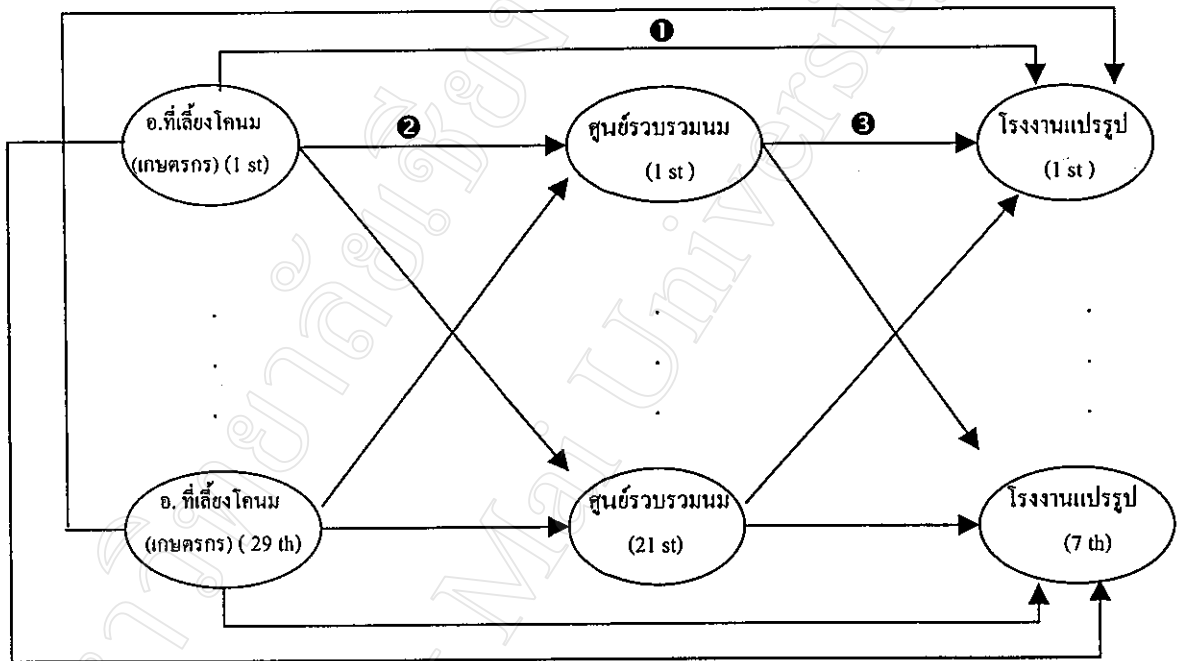 ❶
อ.ที่เลี้ยงโคนม
(เกษตรกร) (1 st)
❷
ศูนย์รวบรวมนม
(1 st )
❸
โรงงานแปรรูป
(1 st )
อ. ที่เลี้ยงโคนม
(เกษตรกร) ( 29 th)
ศูนย์รวบรวมนม
(21 st)
โรงงานแปรรูป
(7 th)
Mai University